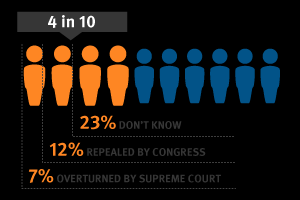 4 in 10
23% DON'T KNOW
12% REPEALED BY CONGRESS
7% OVERTURNED BY SUPREME COURT